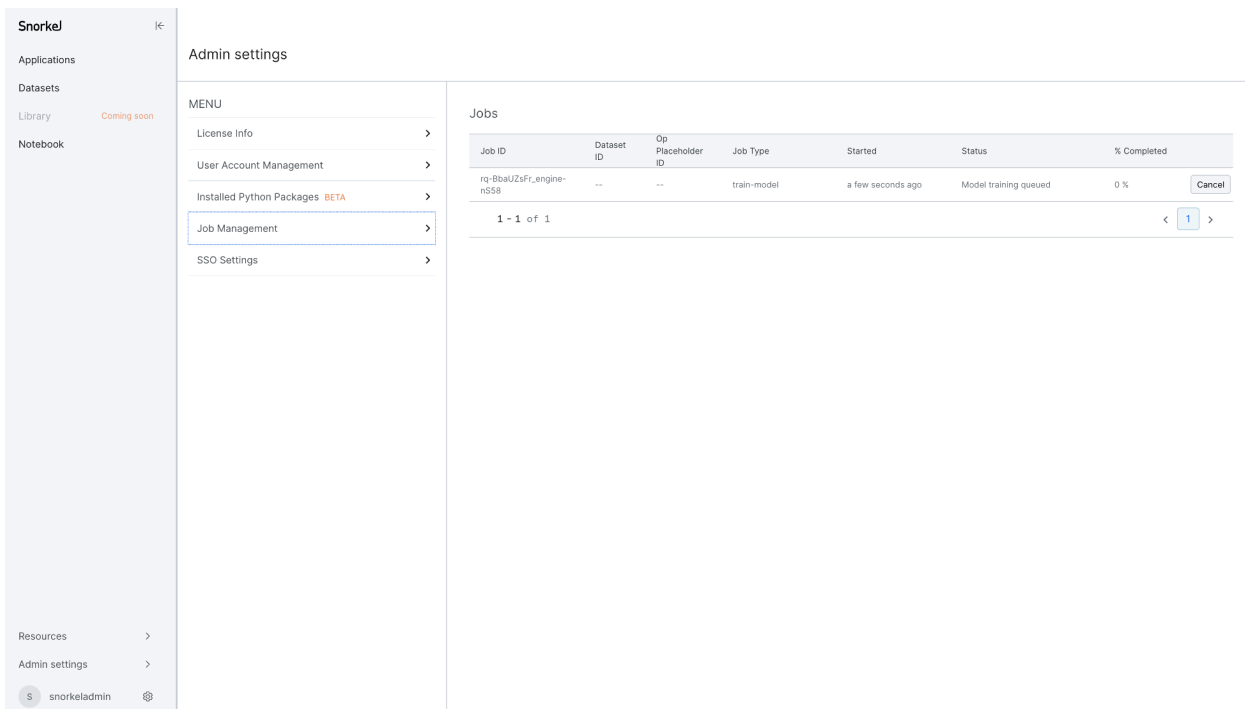 Snorkel
Applications
Datasets
Library Coming soon
Notebook
Resources
Admin settings
S snorkeladmin
Admin settings
MENU
License Info
User Account Management
Installed Python Packages BETA
Job Management
SSO Settings
Jobs
Job ID Dataset ID Op Placeholder ID Job Type Started Status % Completed
rq-BbaUZsFr_engine-nS58 -- -- train-model a few seconds ago Model training queued 0 % Cancel
1 - 1 of 1 1